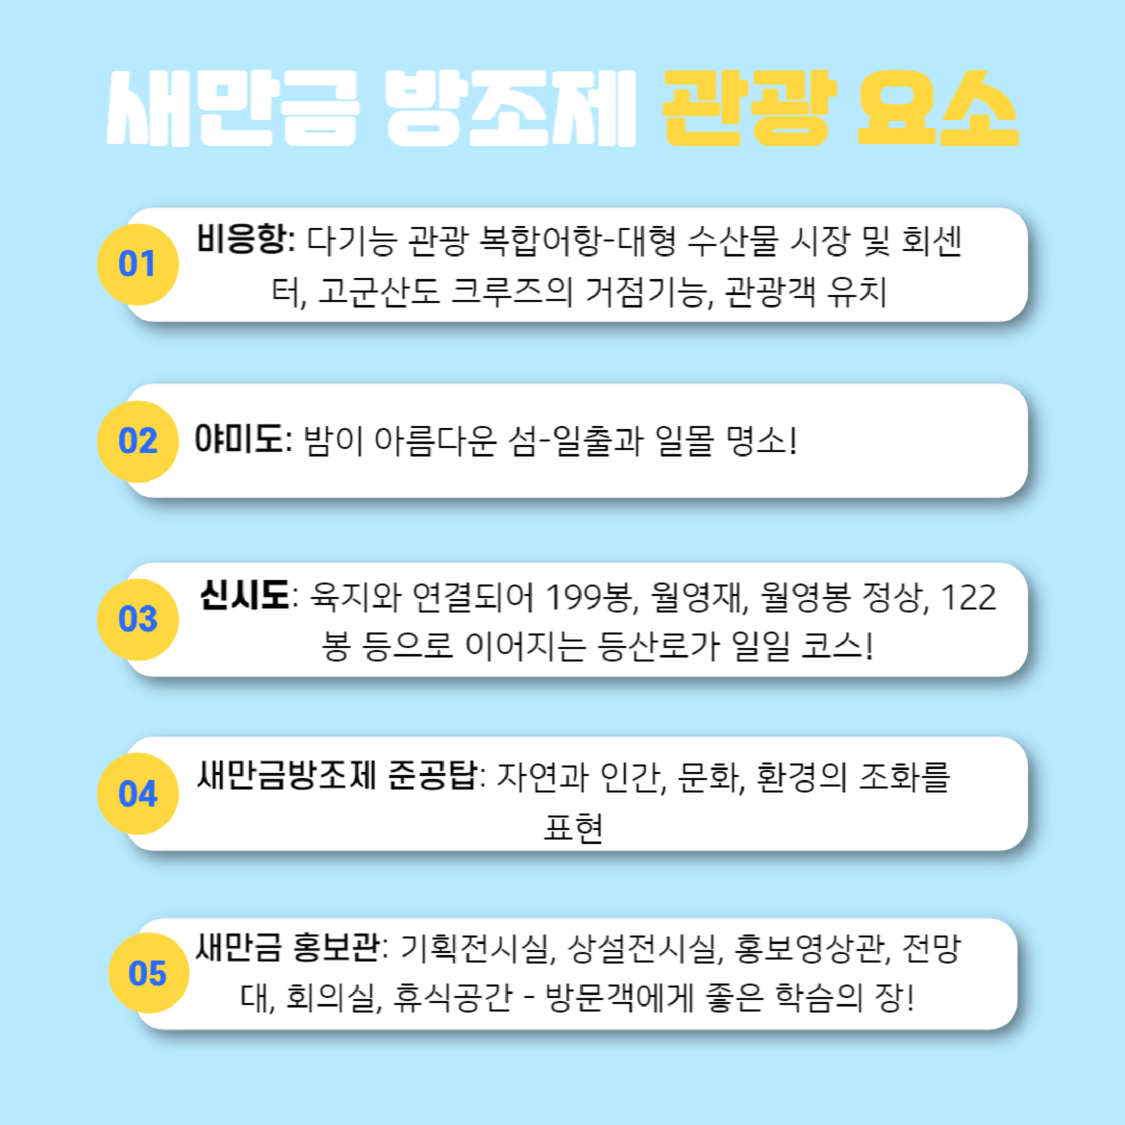 새만금 방조제 관광 요소
01
비응항: 다기능 관광 복합어항-대형 수산물 시장 및 회센
터, 고군산도 크루즈의 거점기능, 관광객 유치
02
야미도: 밤이 아름다운 섬-일출과 일몰 명소!
03
신시도: 육지와 연결되어 199봉, 월영재, 월영봉 정상, 122
봉 등으로 이어지는 등산로가 일일 코스!
04
새만금방조제 준공탑: 자연과 인간, 문화, 환경의 조화를
표현
05
새만금 홍보관: 기획전시실, 상설전시실, 홍보영상관, 전망
대, 회의실, 휴식공간 - 방문객에게 좋은 학습의 장!